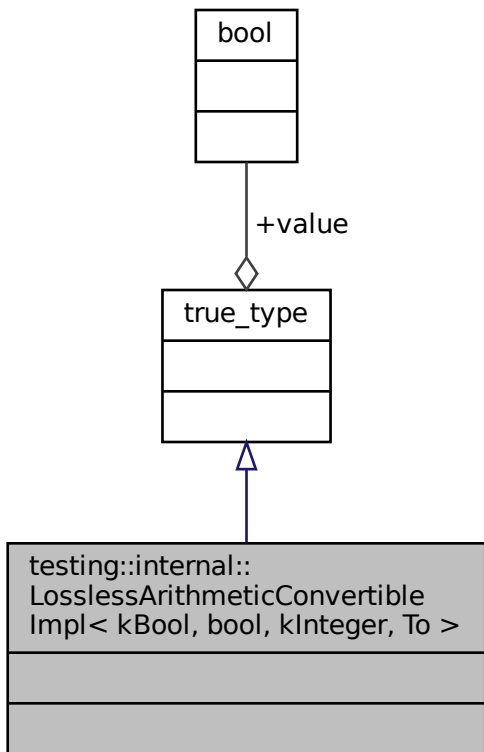 bool
+value
true_type
testing::internal::
LosslessArithmeticConvertible
Impl< kBool, bool, kInteger, To >